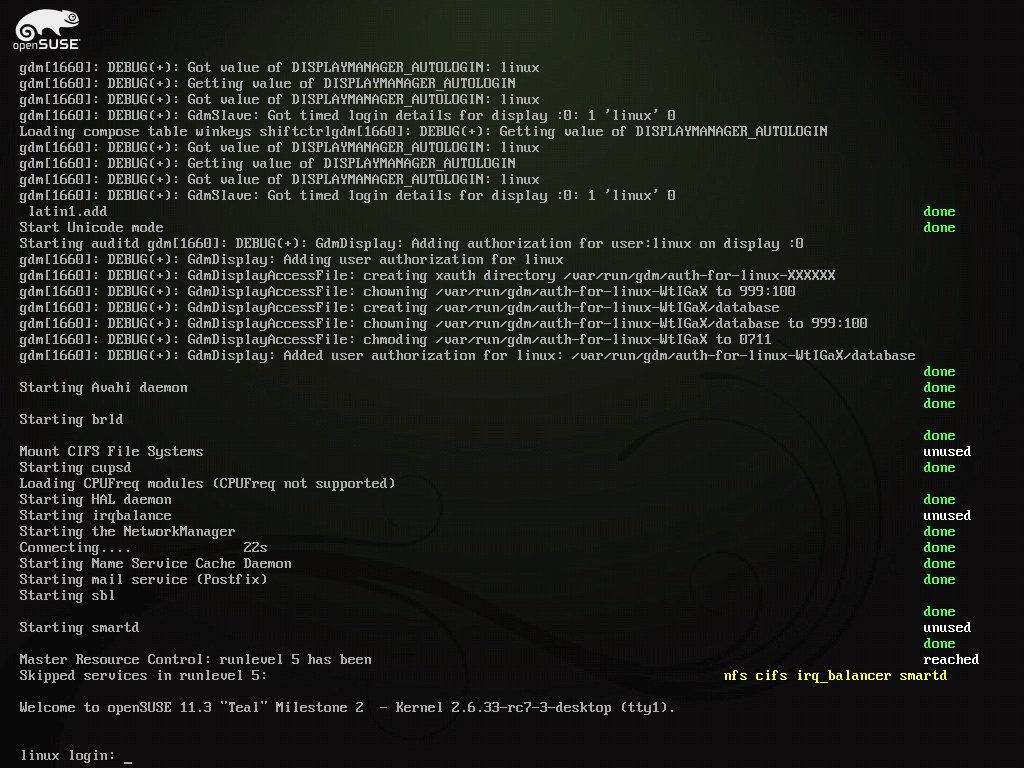 openSUSE
gdm[1660]: DEBUG(+): Got value of DISPLAYMANAGER_AUTOLOGIN: linux
gdm[1660]: DEBUG(+): Getting value of DISPLAYMANAGER_AUTOLOGIN
gdm[1660]: DEBUG(+): Got value of DISPLAYMANAGER_AUTOLOGIN: linux
gdm[1660]: DEBUG(+): GdmSlave: Got timed login details for display :0: 1 'linux' 0
Loading compose table winkeys shiftctrlgdm[1660]: DEBUG(+): Getting value of DISPLAYMANAGER_AUTOLOGIN
gdm[1660]: DEBUG(+): Got value of DISPLAYMANAGER_AUTOLOGIN: linux
gdm[1660]: DEBUG(+): Getting value of DISPLAYMANAGER_AUTOLOGIN
gdm[1660]: DEBUG(+): Got value of DISPLAYMANAGER_AUTOLOGIN: linux
gdm[1660]: DEBUG(+): GdmSlave: Got timed login details for display :0: 1 'linux' 0
latin1.add done
Start Unicode mode done
Starting auditd gdm[1660]: DEBUG(+): GdmDisplay: Adding authorization for user:linux on display :0
gdm[1660]: DEBUG(+): GdmDisplay: Adding user authorization for linux
gdm[1660]: DEBUG(+): GdmDisplayAccessFile: creating xauth directory /var/run/gdm/auth-for-linux-XXXXXX
gdm[1660]: DEBUG(+): GdmDisplayAccessFile: chowning /var/run/gdm/auth-for-linux-WtIGaX to 999:100
gdm[1660]: DEBUG(+): GdmDisplayAccessFile: creating /var/run/gdm/auth-for-linux-WtIGaX/database
gdm[1660]: DEBUG(+): GdmDisplayAccessFile: chowning /var/run/gdm/auth-for-linux-WtIGaX/database to 999:100
gdm[1660]: DEBUG(+): GdmDisplayAccessFile: chmoding /var/run/gdm/auth-for-linux-WtIGaX to 0711
gdm[1660]: DEBUG(+): GdmDisplay: Added user authorization for linux: /var/run/gdm/auth-for-linux-WtIGaX/database
done
Starting Avahi daemon done
done
Starting brld
done
Mount CIFS File Systems unused
Starting cupsd done
Loading CPUFreq modules (CPUFreq not supported)
Starting HAL daemon done
Starting irqbalance unused
Starting the NetworkManager done
Connecting.... 22s done
Starting Name Service Cache Daemon done
Starting mail service (Postfix) done
Starting sbl
done
Starting smartd unused
done
Master Resource Control: runlevel 5 has been reached
Skipped services in runlevel 5: nfs cifs irq_balancer smartd
Welcome to openSUSE 11.3 "Teal" Milestone 2  - Kernel 2.6.33-rc7-3-desktop (tty1).
linux login: _